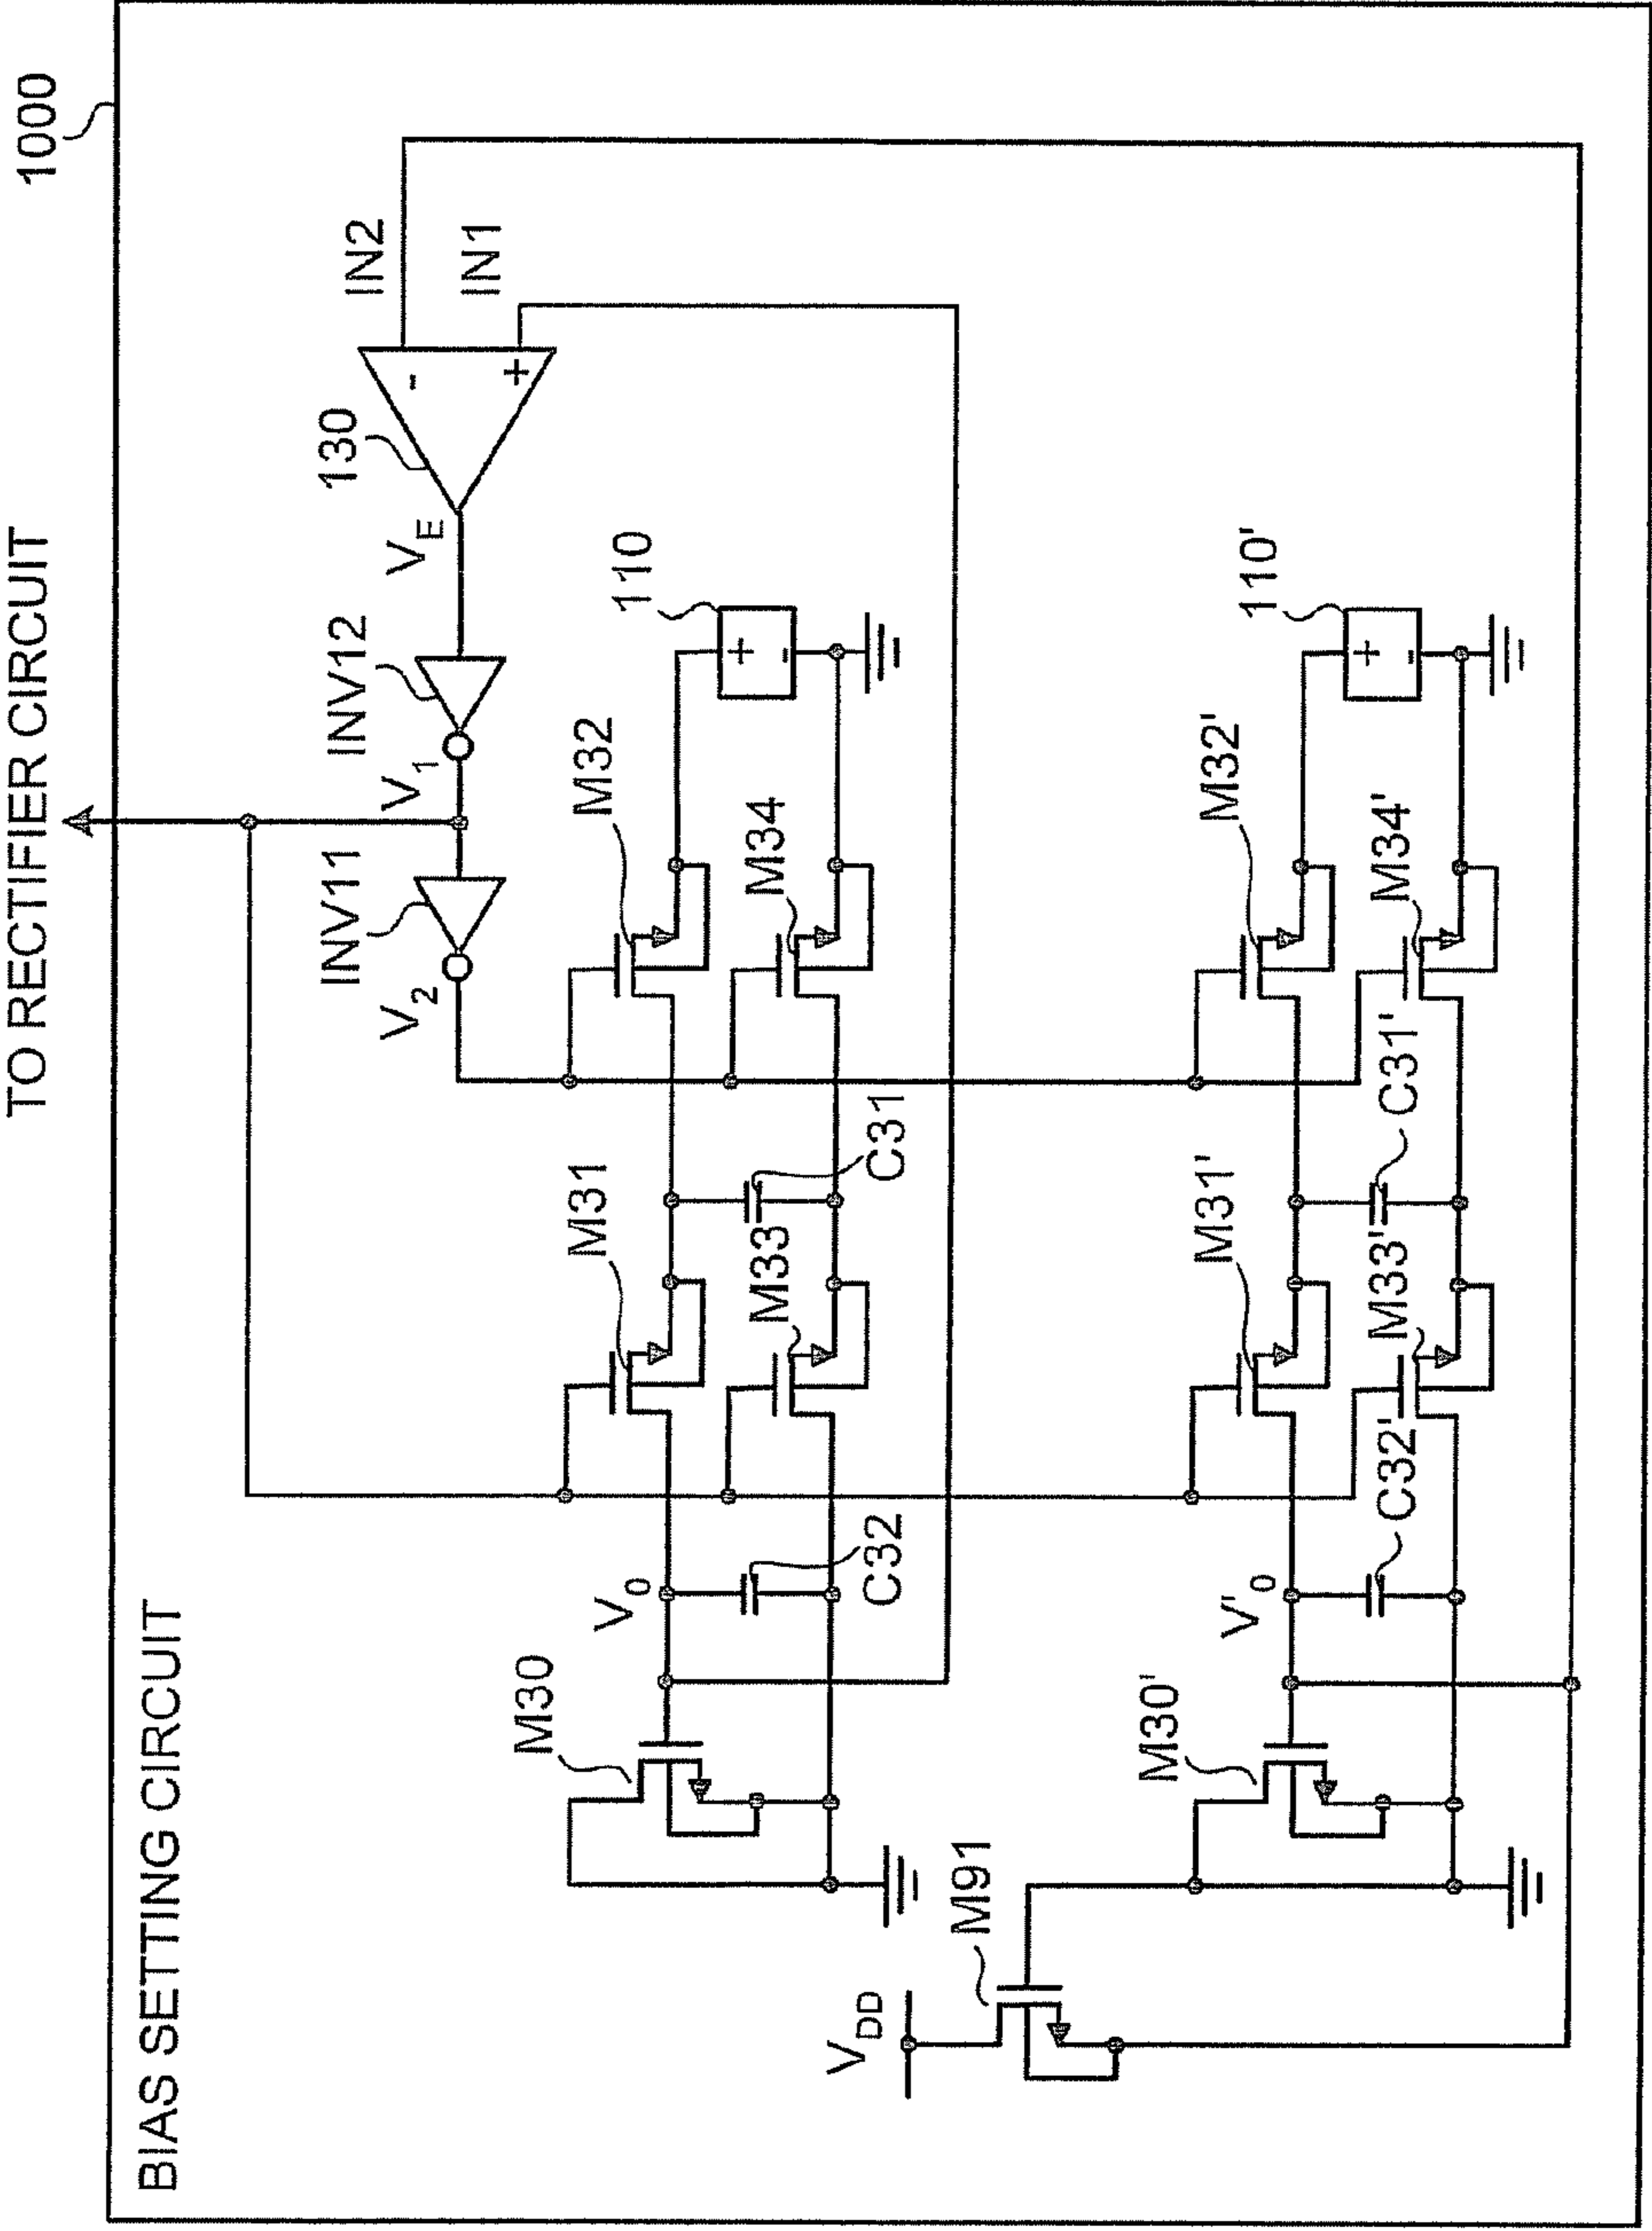 TO RECTIFIER CIRCUIT
1000
BIAS SETTING CIRCUIT
IN2
IN1
-
+
130
VE
INV12
V1
INV11
V2
M32
110
+
-
M34
M31
C31
M33
V0
C32
M30
M32'
110'
+
-
M34'
M31'
C31'
M33'
V'0
C32'
M30'
M91
VDD